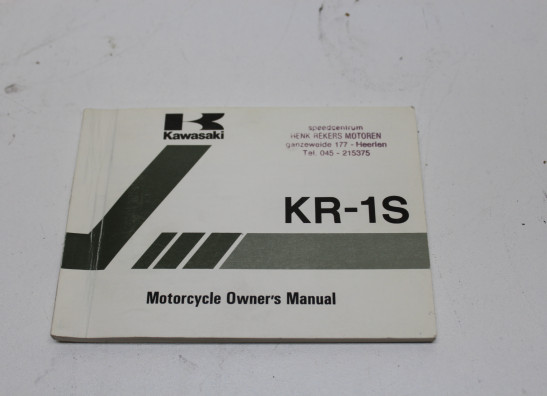 Kawasaki
speedcentrum
HENK HEKERS MOTOREN
ganzeweide 177 - Heerlen
Tel. 045 - 215375
KR-1S
Motorcycle Owner's Manual